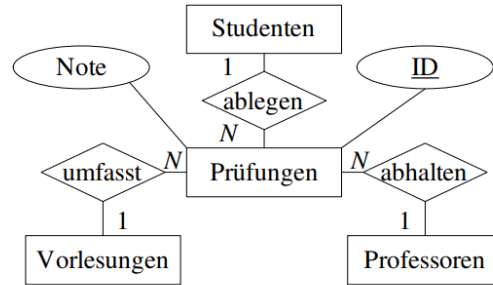 Studenten
Note
1
ID
ablegen
N
umfasst
N
Prüfungen
N
abhalten
1
1
Vorlesungen
Professoren